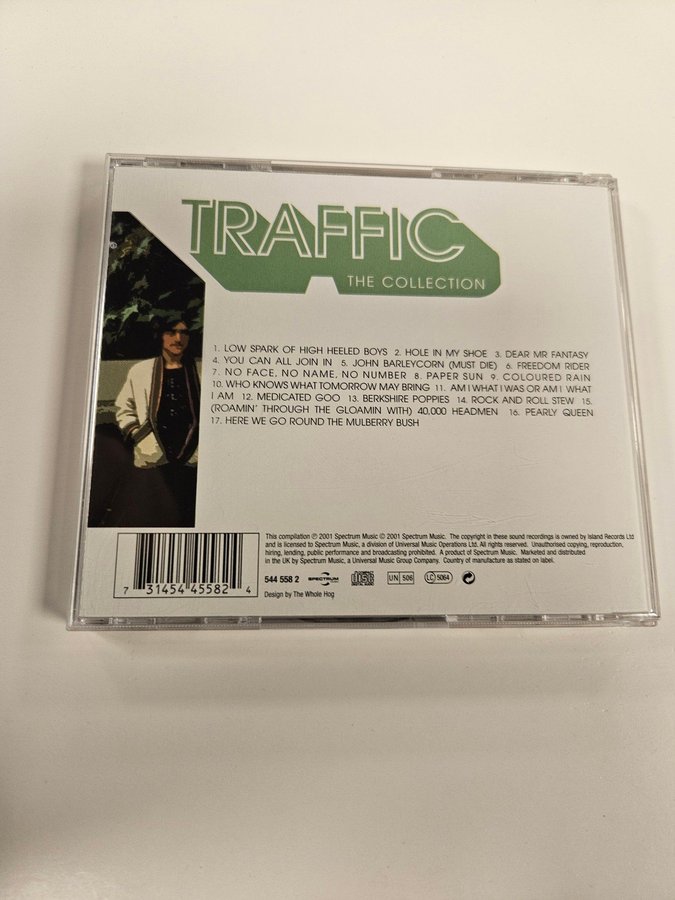 TRAFFIC
THE COLLECTION
1. LOW SPARK OF HIGH HEELED BOYS 2. HOLE IN MY SHOE 3. DEAR MR FANTASY
4. YOU CAN ALL JOIN IN 5. JOHN BARLEYCORN (MUST DIE) 6. FREEDOM RIDER
7. NO FACE, NO NAME, NO NUMBER 8. PAPER SUN 9. COLOURED RAIN
10. WHO KNOWS WHAT TOMORROW MAY BRING 11. AM I WHAT I WAS OR AM I WHAT
I AM 12. MEDICATED GOO 13. BERKSHIRE POPPIES 14. ROCK AND ROLL STEW 15.
(ROAMIN' THROUGH THE GLOAMIN WITH) 40,000 HEADMEN 16. PEARLY QUEEN
17. HERE WE GO ROUND THE MULBERRY BUSH
This compilation ℗ 2001 Spectrum Music © 2001 Spectrum Music. The copyright in these sound recordings is owned by Island Records Ltd
and is licensed to Spectrum Music, a division of Universal Music Operations Ltd. All rights reserved. Unauthorised copying, reproduction,
hiring, lending, public performance and broadcasting prohibited. A product of Spectrum Music. Marketed and distributed
in the UK by Spectrum Music, a Universal Music Group Company. Country of manufacture as stated on label.
544 558 2 SPECTRUM COMPACT disc DIGITAL AUDIO UN 506 LC 5064
Design by The Whole Hog
7 31454 45582 4